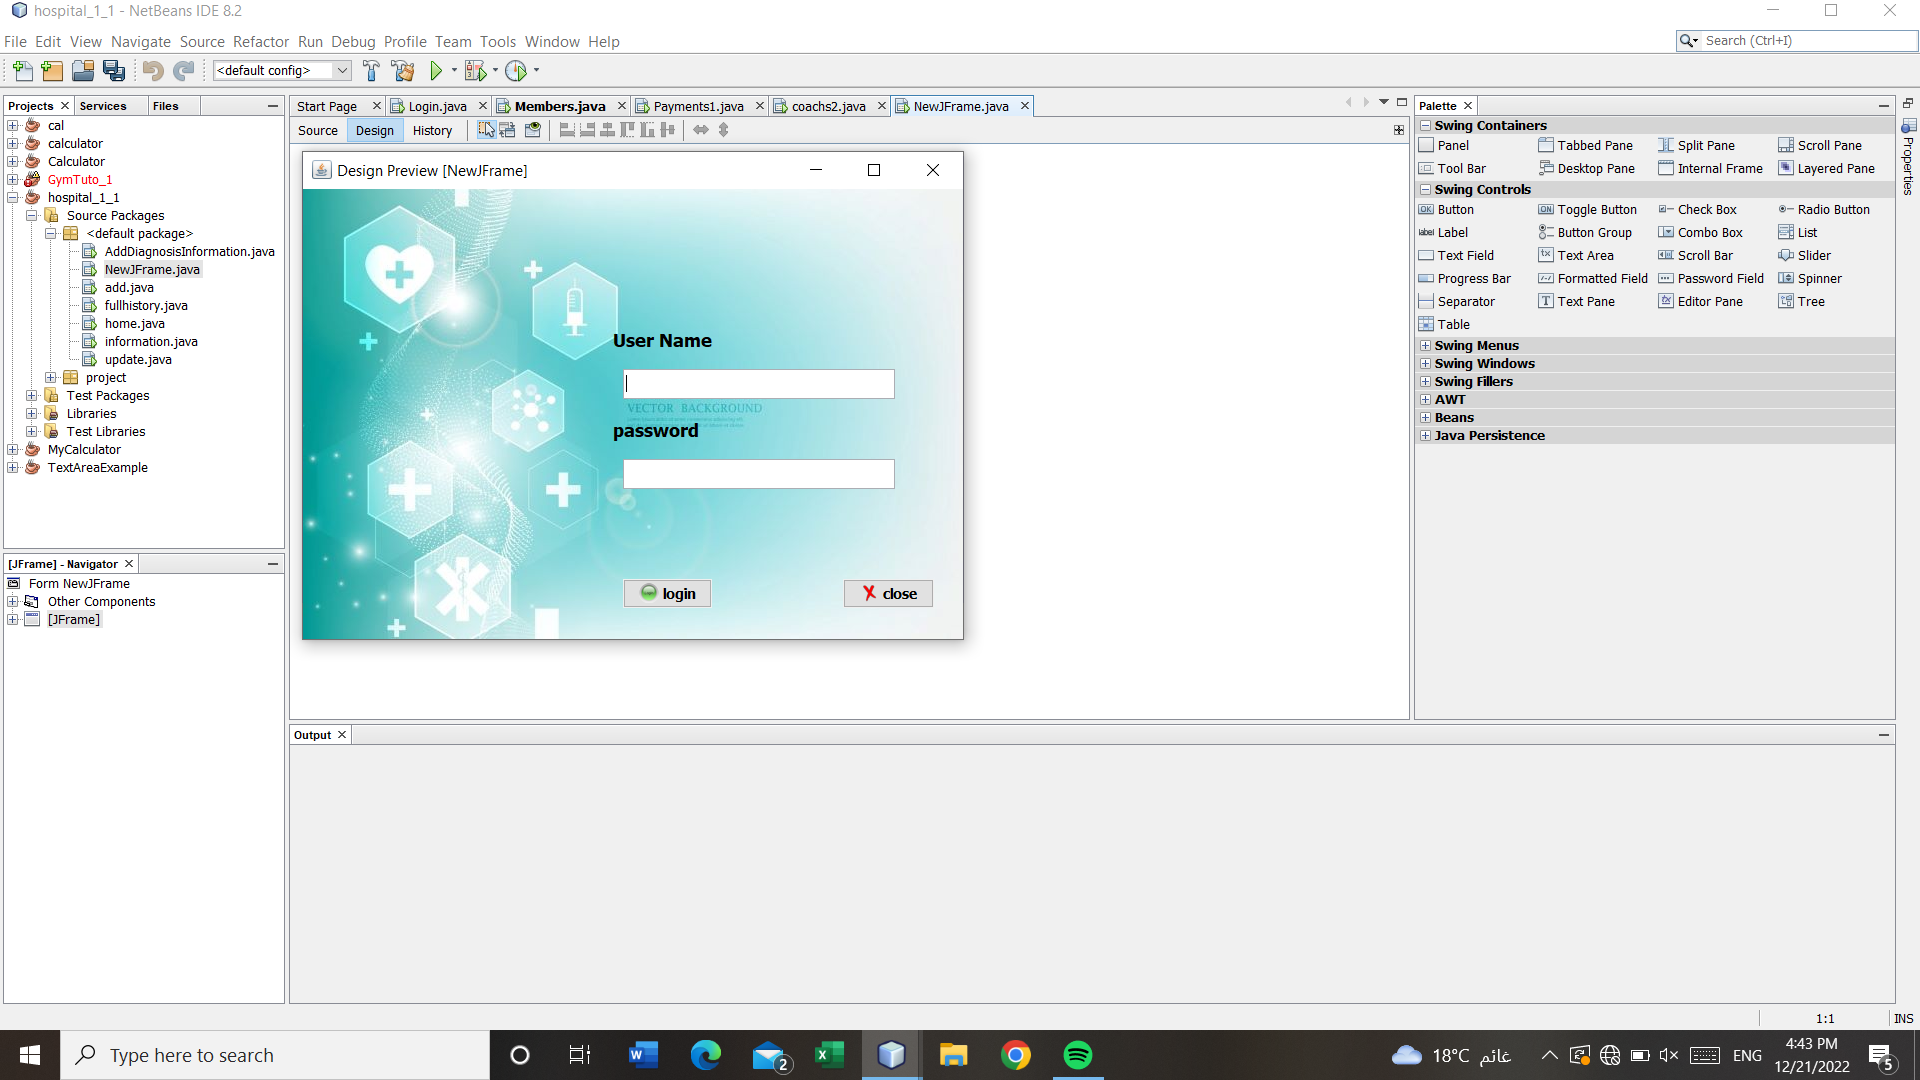 hospital_1_1 - NetBeans IDE 8.2
File Edit View Navigate Source Refactor Run Debug Profile Team Tools Window Help
Search (Ctrl+I)
<default config>
Projects Services Files
cal
calculator
Calculator
GymTuto_1
hospital_1_1
Source Packages
<default package>
AddDiagnosisInformation.java
NewJFrame.java
add.java
fullhistory.java
home.java
information.java
update.java
project
Test Packages
Libraries
Test Libraries
MyCalculator
TextAreaExample
[JFrame] - Navigator
Form NewJFrame
Other Components
[JFrame]
Start Page Login.java Members.java Payments1.java coachs2.java NewJFrame.java
Source Design History
Design Preview [NewJFrame]
User Name
VECTOR BACKGROUND
password
login close
Output
Palette
Swing Containers
Panel Tabbed Pane Split Pane Scroll Pane
Tool Bar Desktop Pane Internal Frame Layered Pane
Swing Controls
OK Button ON Toggle Button Check Box Radio Button
label Label Button Group Combo Box List
Text Field Text Area Scroll Bar Slider
Progress Bar Formatted Field Password Field Spinner
Separator Text Pane Editor Pane Tree
Table
Swing Menus
Swing Windows
Swing Fillers
AWT
Beans
Java Persistence
Properties
1:1 INS
Type here to search
2
18°C غائم
ENG
4:43 PM
12/21/2022
5